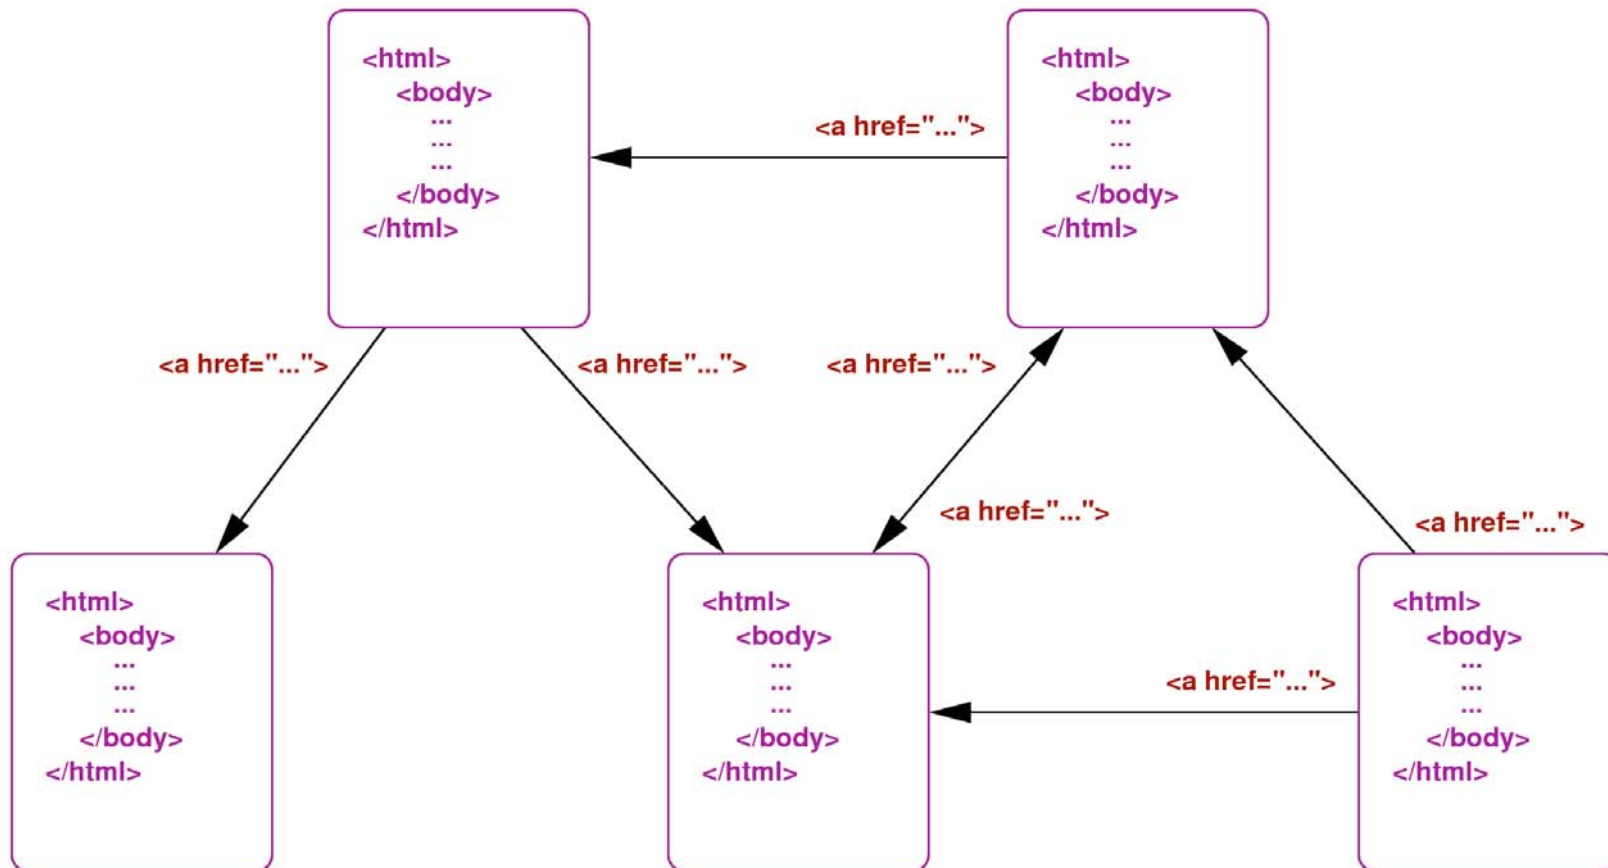 <html>
<body>
...
...
...
</body>
</html>
<a href="...">
<html>
<body>
...
...
...
</body>
</html>
<a href="...">
<a href="...">
<a href="...">
<a href="...">
<a href="...">
<html>
<body>
...
...
...
</body>
</html>
<html>
<body>
...
...
...
</body>
</html>
<a href="...">
<html>
<body>
...
...
...
</body>
</html>